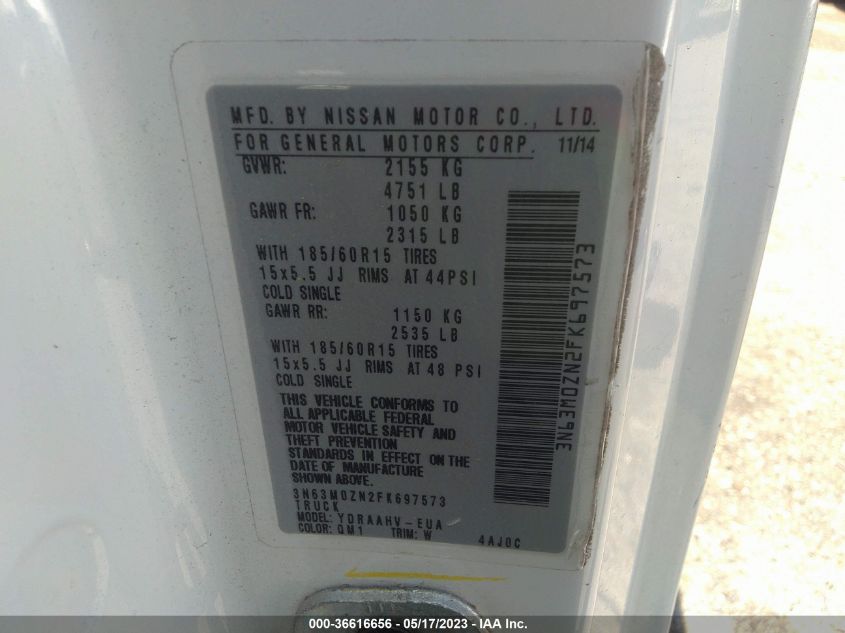 MFD. BY NISSAN MOTOR CO., LTD.
FOR GENERAL MOTORS CORP. 11/14
GVWR: 2155 KG
4751 LB
GAWR FR: 1050 KG
2315 LB
WITH 185/60R15 TIRES
15x5.5 JJ RIMS AT 44PSI
COLD SINGLE
GAWR RR: 1150 KG
2535 LB
WITH 185/60R15 TIRES
15x5.5 JJ RIMS AT 48 PSI
COLD SINGLE
THIS VEHICLE CONFORMS TO
ALL APPLICABLE FEDERAL
MOTOR VEHICLE SAFETY AND
THEFT PREVENTION
STANDARDS IN EFFECT ON THE
DATE OF MANUFACTURE
SHOWN ABOVE.
3N63M0ZN2FK697573
TRUCK
MODEL: YDRAAHV-EUA
COLOR: QM1 TRIM: W 4AJ0C
3N63M0ZN2FK697573
000-36616656 - 05/17/2023 - IAA Inc.